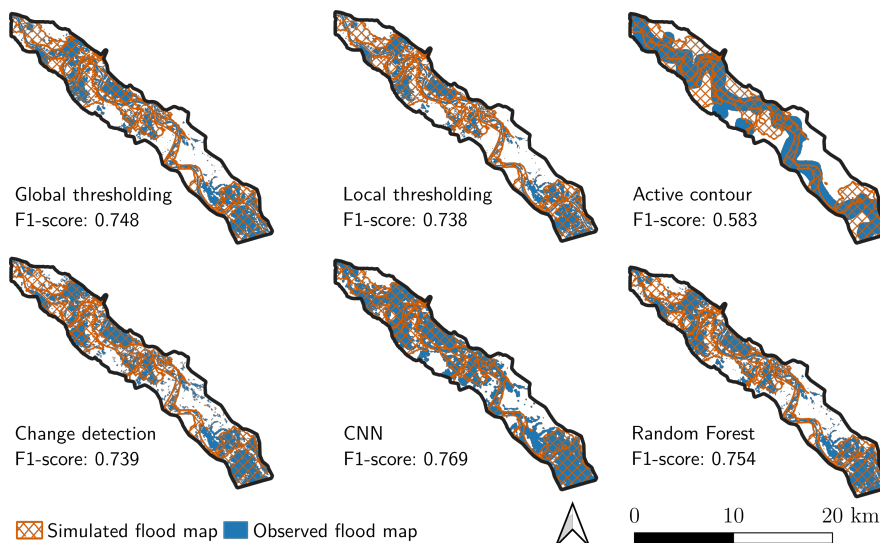 Global thresholding
F1-score: 0.748
Local thresholding
F1-score: 0.738
Active contour
F1-score: 0.583
Change detection
F1-score: 0.739
CNN
F1-score: 0.769
Random Forest
F1-score: 0.754
Simulated flood map
Observed flood map
0 10 20 km